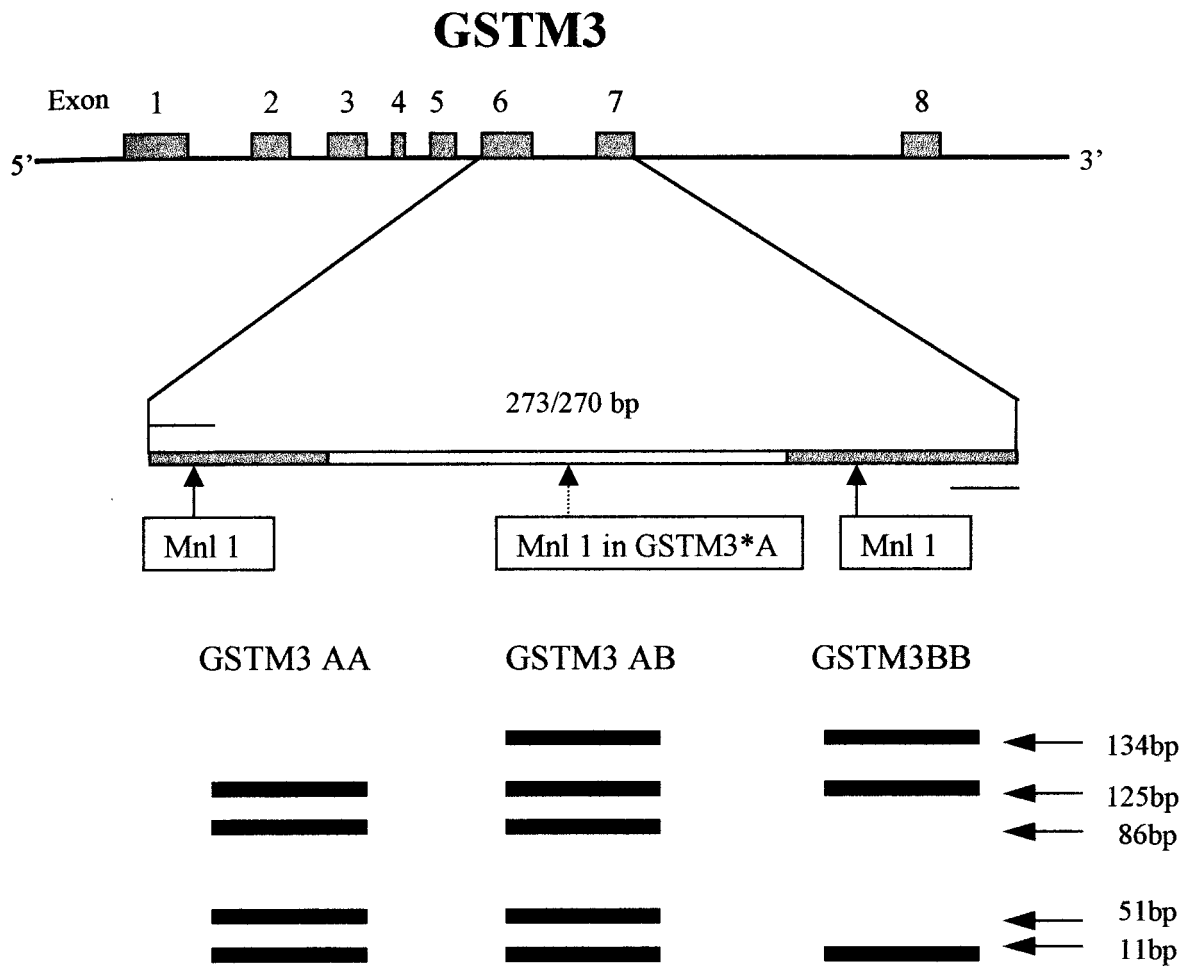 GSTM3
Exon 1 2 3 4 5 6 7 8
5’ 3’
273/270 bp
Mnl 1 Mnl 1 in GSTM3*A Mnl 1
GSTM3 AA GSTM3 AB GSTM3BB
134bp
125bp
86bp
51bp
11bp